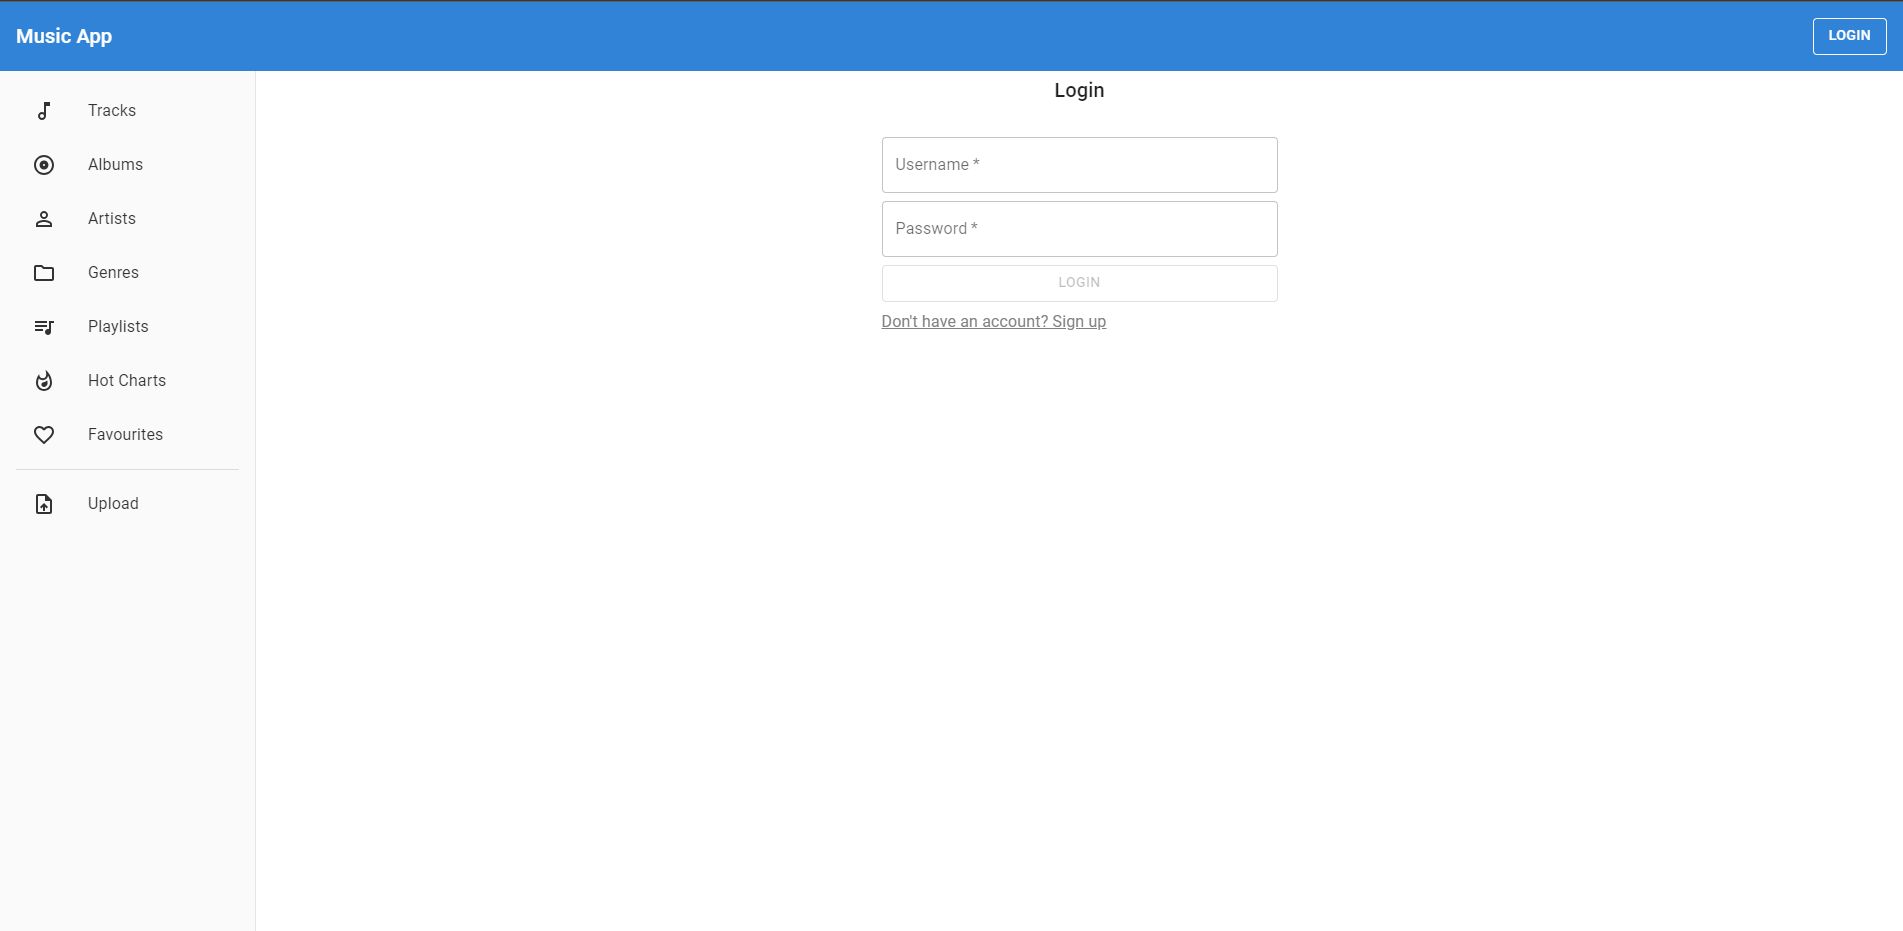 Music App
LOGIN
Tracks
Albums
Artists
Genres
Playlists
Hot Charts
Favourites
Upload
Login
Username *
Password *
LOGIN
Don't have an account? Sign up